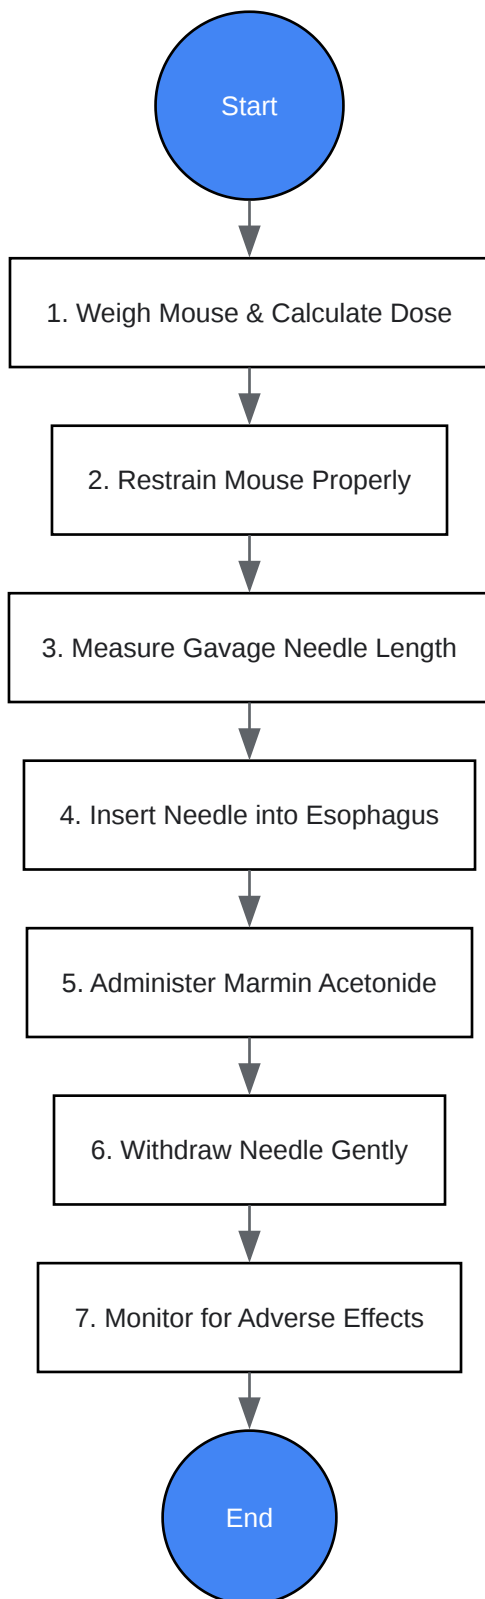 Start
1. Weigh Mouse & Calculate Dose
2. Restrain Mouse Properly
3. Measure Gavage Needle Length
4. Insert Needle into Esophagus
5. Administer Marmin Acetonide
6. Withdraw Needle Gently
7. Monitor for Adverse Effects
End